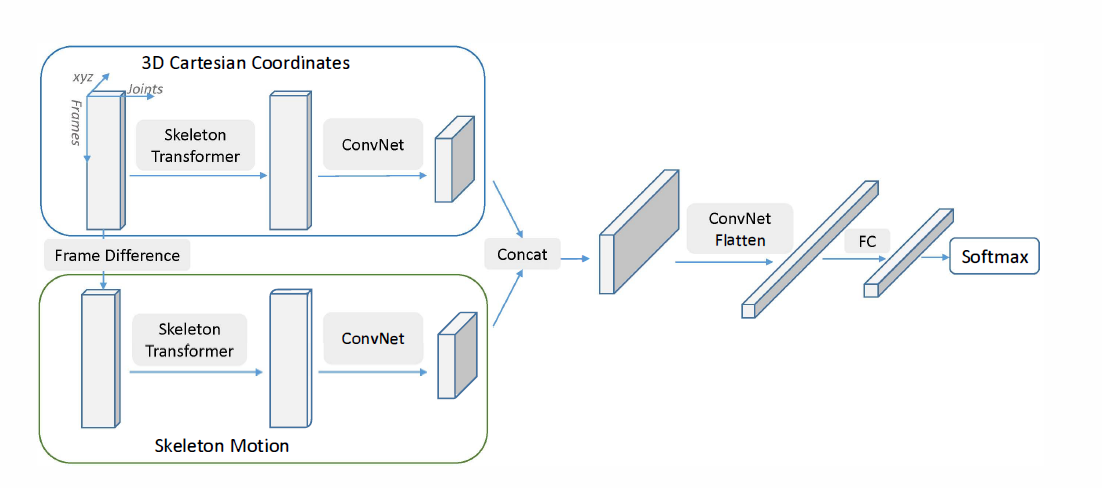 3D Cartesian Coordinates
xyz
Joints
Frames
Skeleton
Transformer
ConvNet
Frame Difference
Skeleton
Transformer
ConvNet
Skeleton Motion
Concat
ConvNet
Flatten
FC
Softmax